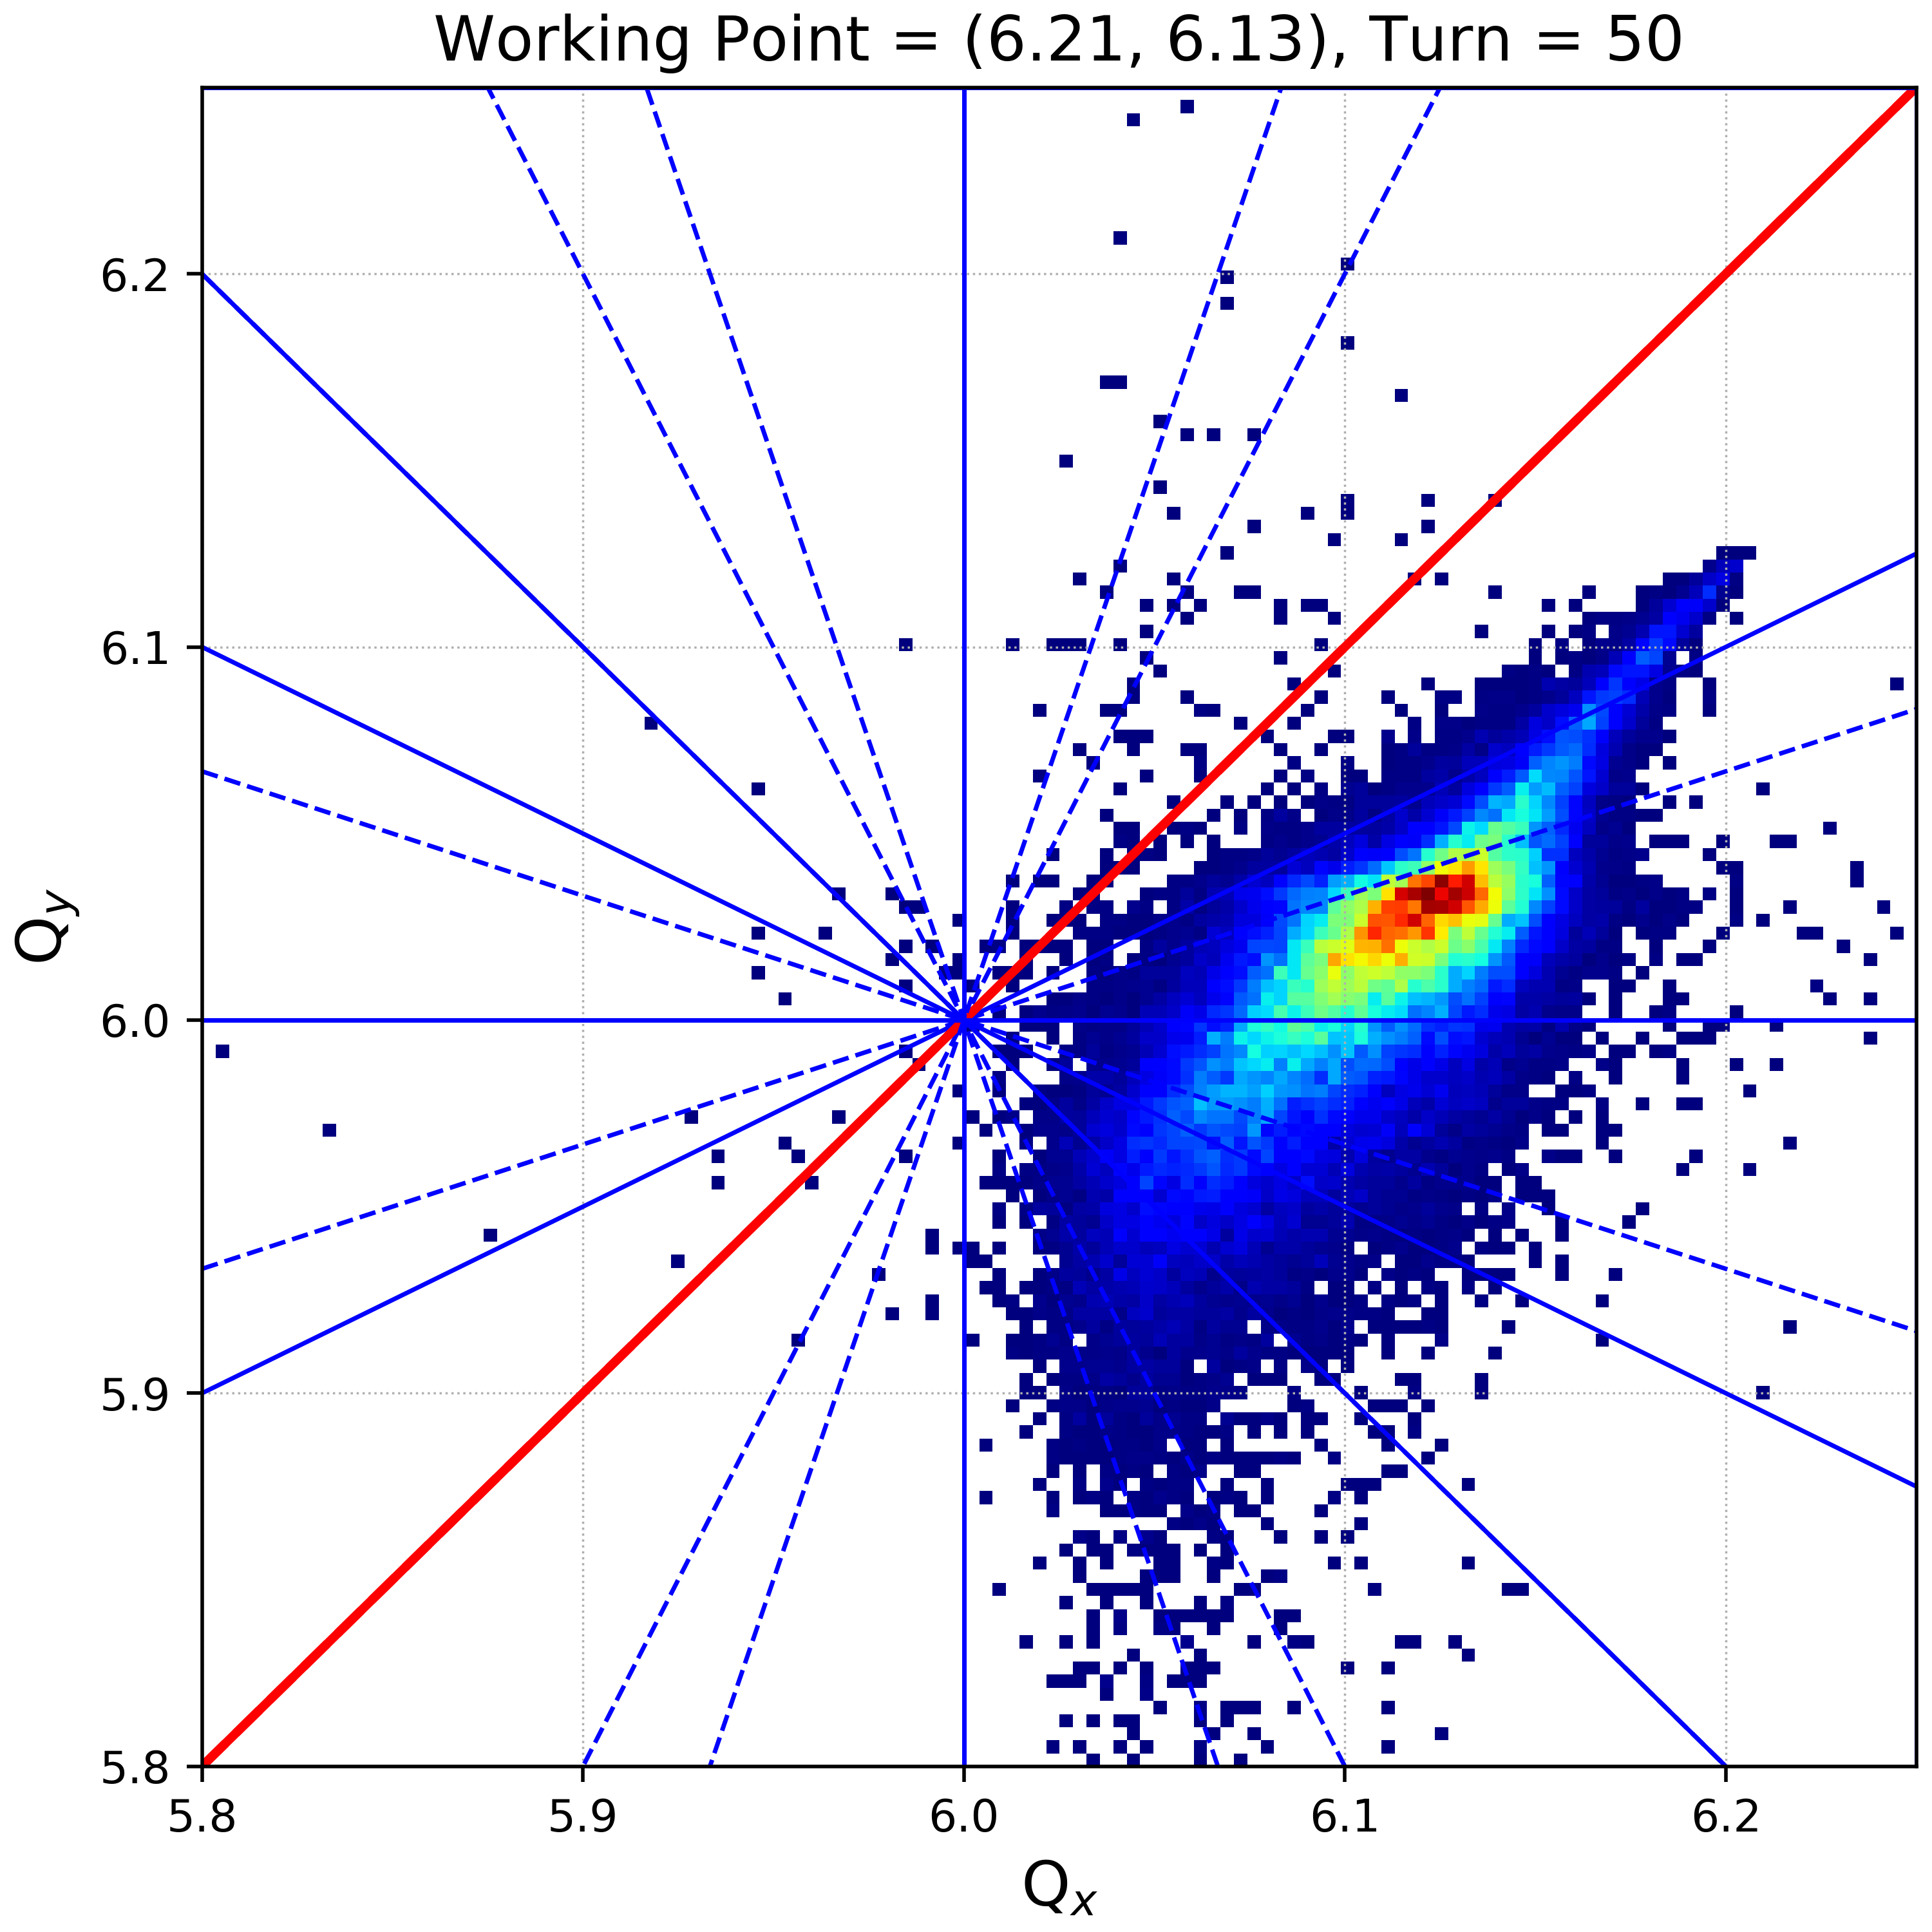 Working Point = (6.21, 6.13), Turn = 50
6.2
6.1
6.0
5.9
5.8
Qy
5.8 5.9 6.0 6.1 6.2
Qx